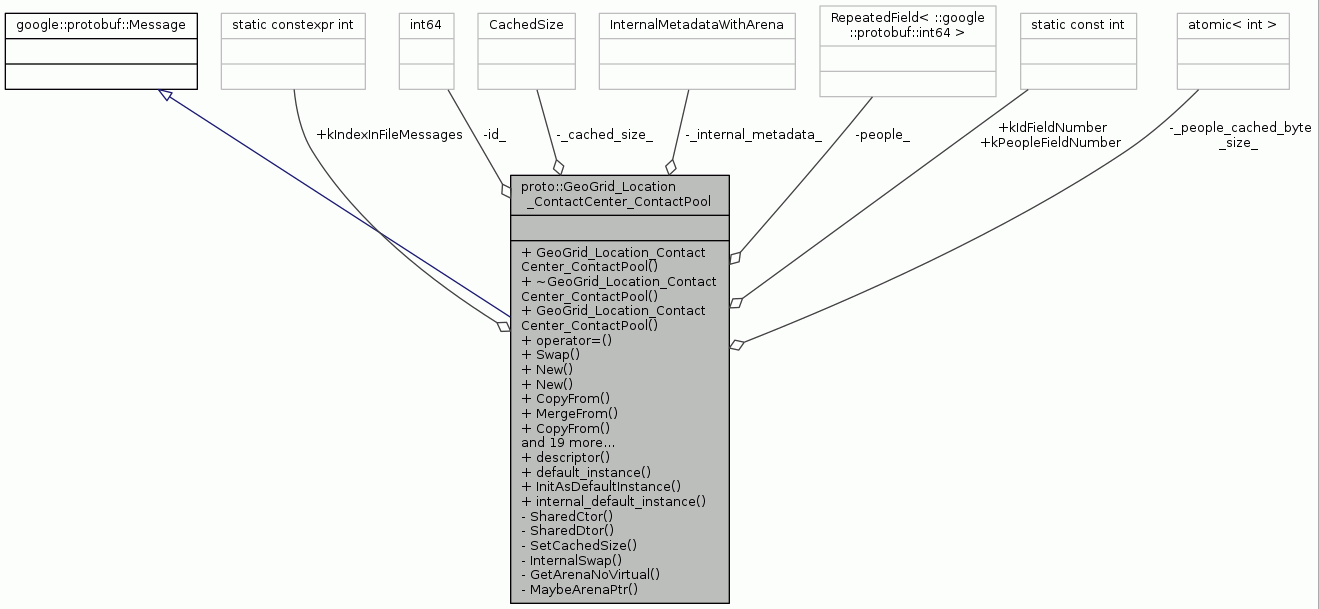 google::protobuf::Message
static constexpr int
int64
CachedSize
InternalMetadataWithArena
RepeatedField< ::google
::protobuf::int64 >
static const int
atomic< int >
+kIndexInFileMessages
-id_
-_cached_size_
-_internal_metadata_
-people_
+kIdFieldNumber
+kPeopleFieldNumber
-_people_cached_byte
_size_
proto::GeoGrid_Location
_ContactCenter_ContactPool
+ GeoGrid_Location_Contact
Center_ContactPool()
+ ~GeoGrid_Location_Contact
Center_ContactPool()
+ GeoGrid_Location_Contact
Center_ContactPool()
+ operator=()
+ Swap()
+ New()
+ New()
+ CopyFrom()
+ MergeFrom()
+ CopyFrom()
and 19 more...
+ descriptor()
+ default_instance()
+ InitAsDefaultInstance()
+ internal_default_instance()
- SharedCtor()
- SharedDtor()
- SetCachedSize()
- InternalSwap()
- GetArenaNoVirtual()
- MaybeArenaPtr()